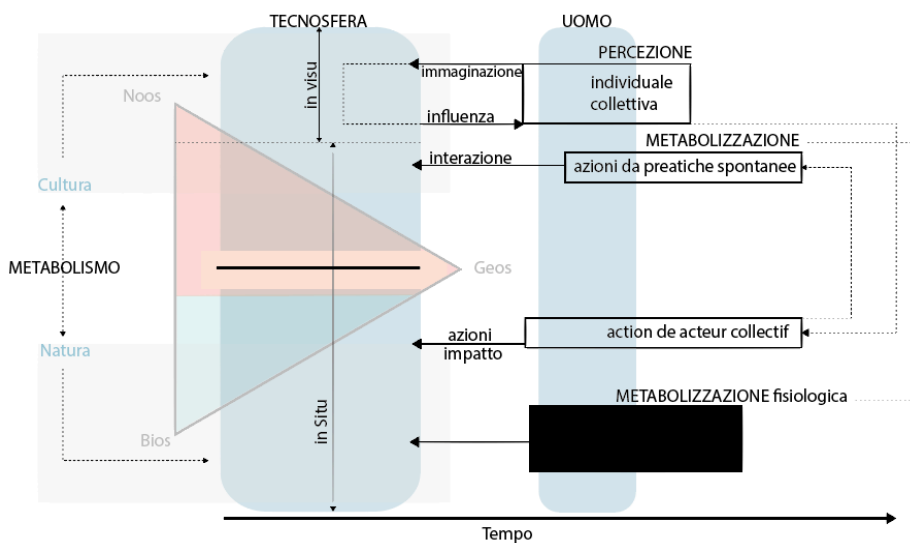 TECNOSFERA
UOMO
PERCEZIONE
in visu
immaginazione
individuale
collettiva
Noos
influenza
METABOLIZZAZIONE
interazione
azioni da preatiche spontanee
Cultura
METABOLISMO
Geos
Natura
azioni
impatto
action de acteur collectif
METABOLIZZAZIONE fisiologica
in Situ
Bios
Tempo